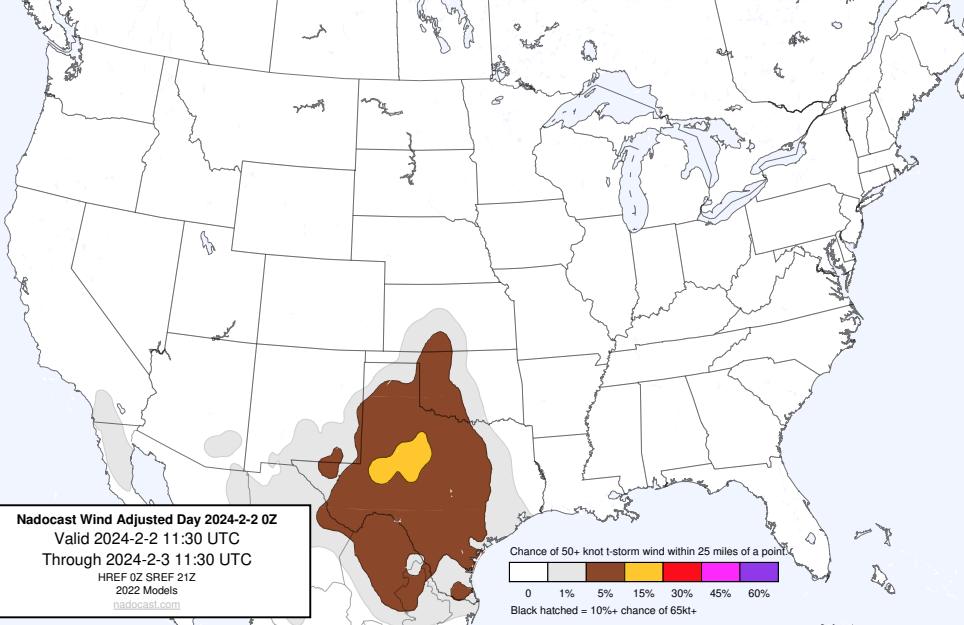 Nadocast Wind Adjusted Day 2024-2-2 0Z
Valid 2024-2-2 11:30 UTC
Through 2024-2-3 11:30 UTC
HREF 0Z SREF 21Z
2022 Models
nadocast.com
Chance of 50+ knot t-storm wind within 25 miles of a point.
0 1% 5% 15% 30% 45% 60%
Black hatched = 10%+ chance of 65kt+